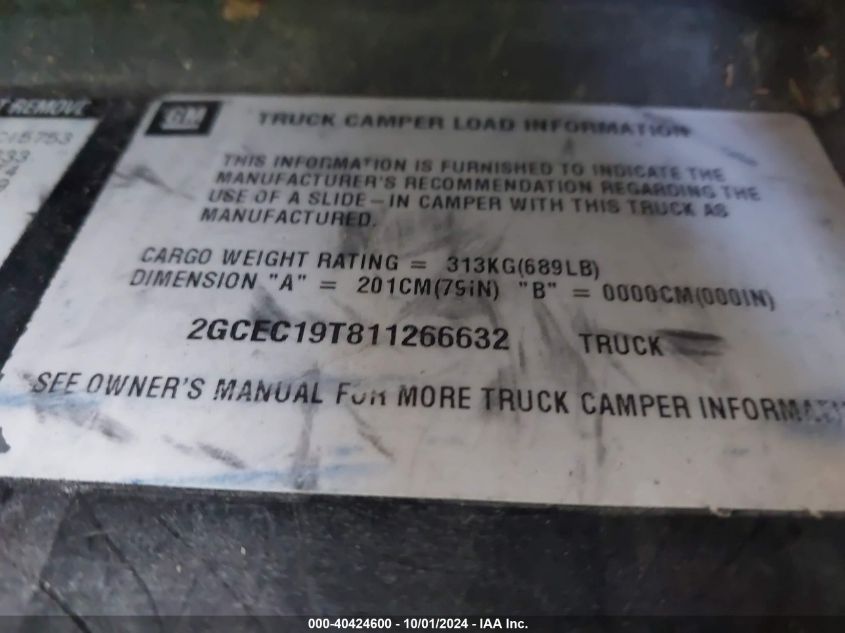 T REMOVE
GM
TRUCK CAMPER LOAD INFORMATION
THIS INFORMATION IS FURNISHED TO INDICATE THE
MANUFACTURER'S RECOMMENDATION REGARDING THE
USE OF A SLIDE-IN CAMPER WITH THIS TRUCK AS
MANUFACTURED.
CARGO WEIGHT RATING = 313KG(689LB)
DIMENSION "A" = 201CM(79IN) "B" = 0000CM(000IN)
2GCEC19T811266632 TRUCK
SEE OWNER'S MANUAL FOR MORE TRUCK CAMPER INFORMATI
000-40424600 - 10/01/2024 - IAA Inc.